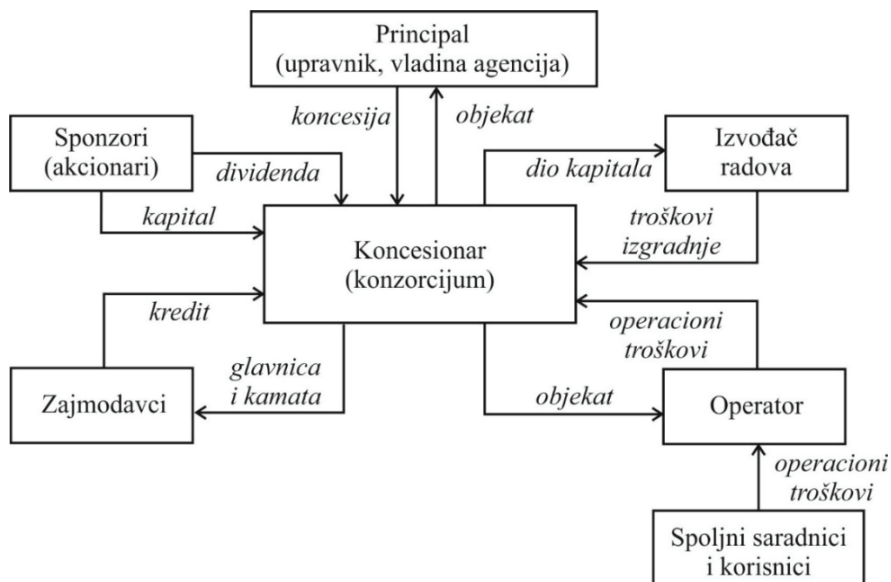 Principal
(upravnik, vladina agencija)
koncesija
objekat
Sponzori
(akcionari)
dividenda
kapital
dio kapitala
Izvođač
radova
troškovi
izgradnje
Koncesionar
(konzorcijum)
kredit
glavnica
i kamata
Zajmodavci
operacioni
troškovi
objekat
Operator
operacioni
troškovi
Spoljni saradnici
i korisnici